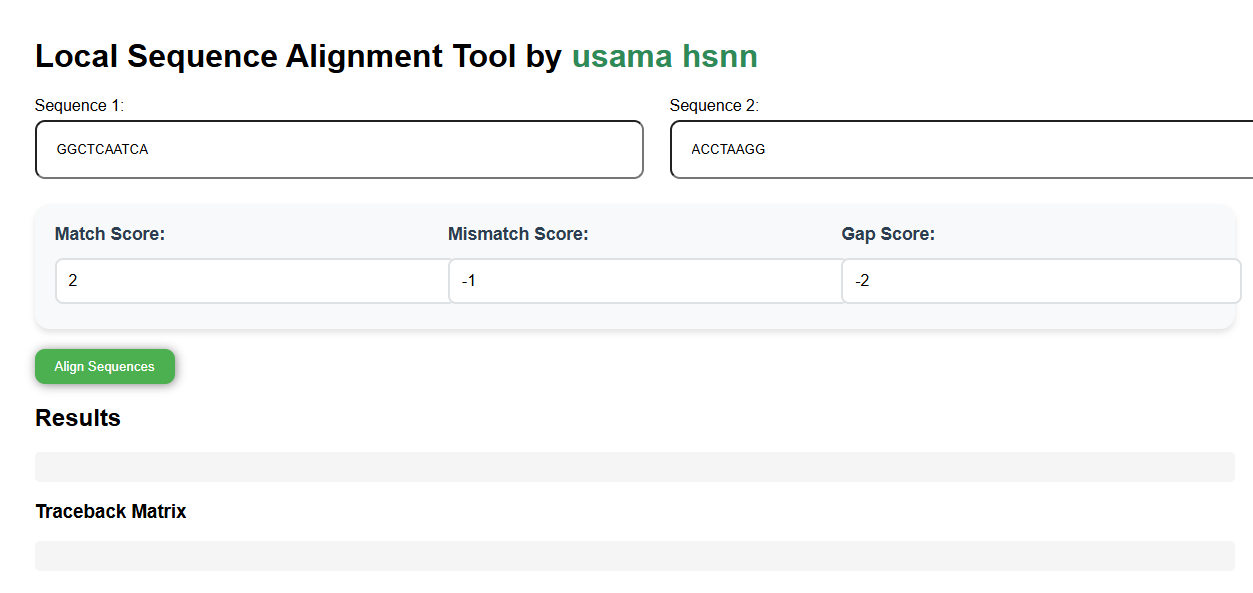 Local Sequence Alignment Tool by usama hsnn
Sequence 1:
Sequence 2:
GGCTCAATCA
ACCTAAGG
Match Score:
Mismatch Score:
Gap Score:
2
-1
-2
Align Sequences
Results
Traceback Matrix